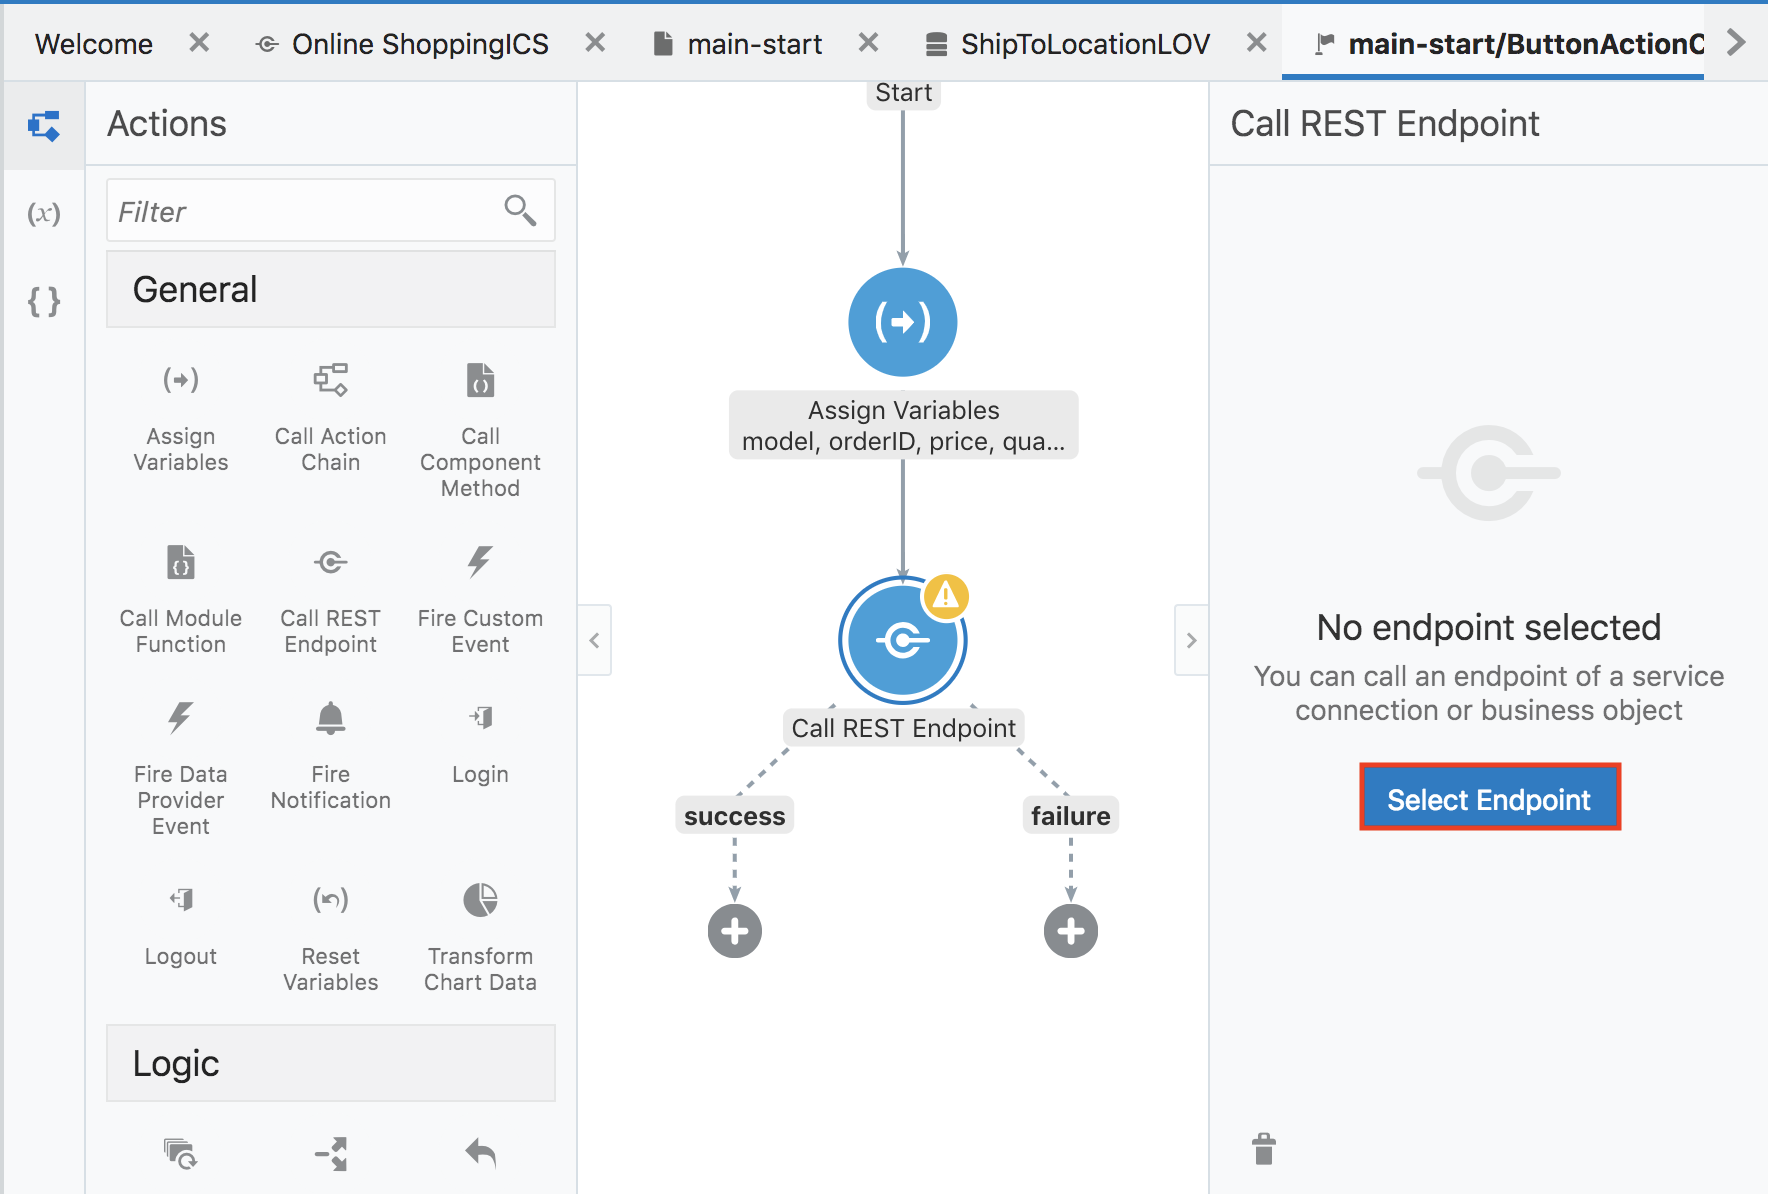 Welcome
Online ShoppingICS
main-start
ShipToLocationLOV
main-start/ButtonActionC
Actions
Filter
General
Assign
Variables
Call Action
Chain
Call
Component
Method
Call Module
Function
Call REST
Endpoint
Fire Custom
Event
Fire Data
Provider
Event
Fire
Notification
Login
Logout
Reset
Variables
Transform
Chart Data
Logic
Start
Assign Variables
model, orderID, price, qua...
Call REST Endpoint
success
failure
Call REST Endpoint
No endpoint selected
You can call an endpoint of a service
connection or business object
Select Endpoint